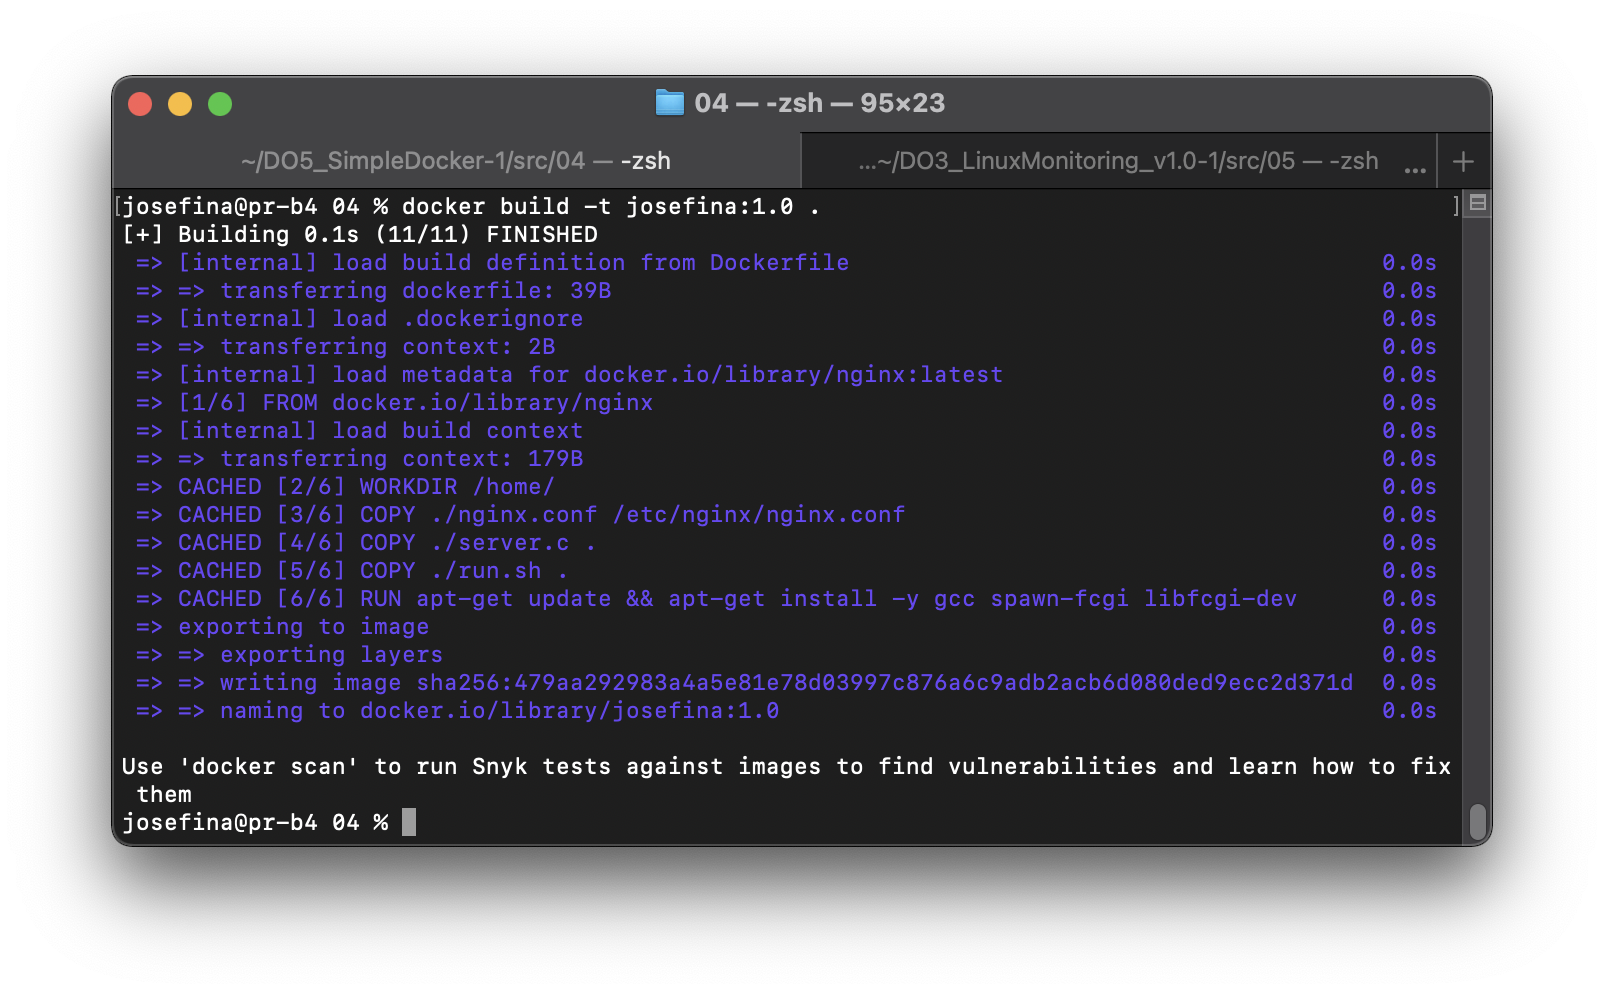 04 — -zsh — 95×23
~/DO5_SimpleDocker-1/src/04 — -zsh
...~/DO3_LinuxMonitoring_v1.0-1/src/05 — -zsh ...
[josefina@pr-b4 04 % docker build -t josefina:1.0 . ]
[+] Building 0.1s (11/11) FINISHED
=> [internal] load build definition from Dockerfile 0.0s
=> => transferring dockerfile: 39B 0.0s
=> [internal] load .dockerignore 0.0s
=> => transferring context: 2B 0.0s
=> [internal] load metadata for docker.io/library/nginx:latest 0.0s
=> [1/6] FROM docker.io/library/nginx 0.0s
=> [internal] load build context 0.0s
=> => transferring context: 179B 0.0s
=> CACHED [2/6] WORKDIR /home/ 0.0s
=> CACHED [3/6] COPY ./nginx.conf /etc/nginx/nginx.conf 0.0s
=> CACHED [4/6] COPY ./server.c . 0.0s
=> CACHED [5/6] COPY ./run.sh . 0.0s
=> CACHED [6/6] RUN apt-get update && apt-get install -y gcc spawn-fcgi libfcgi-dev 0.0s
=> exporting to image 0.0s
=> => exporting layers 0.0s
=> => writing image sha256:479aa292983a4a5e81e78d03997c876a6c9adb2acb6d080ded9ecc2d371d 0.0s
=> => naming to docker.io/library/josefina:1.0 0.0s
Use 'docker scan' to run Snyk tests against images to find vulnerabilities and learn how to fix
them
josefina@pr-b4 04 %